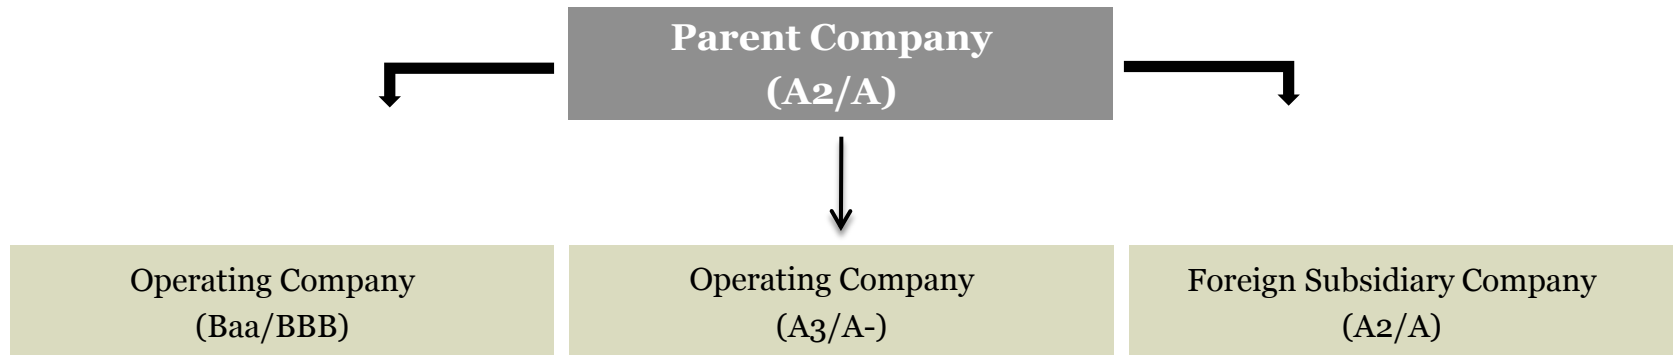 Parent Company
(A2/A)
Operating Company
(Baa/BBB)
Operating Company
(A3/A-)
Foreign Subsidiary Company
(A2/A)